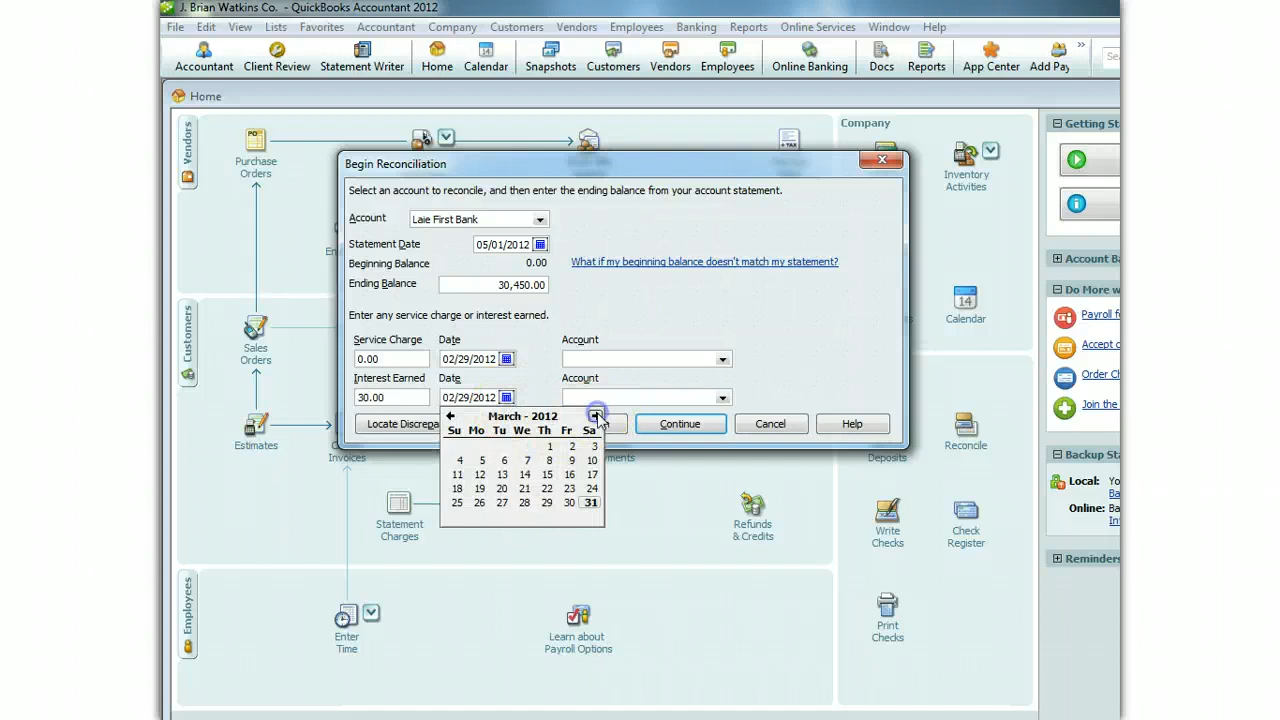 J. Brian Watkins Co. - QuickBooks Accountant 2012
File Edit View Lists Favorites Accountant Company Customers Vendors Employees Banking Reports Online Services Window Help
Accountant Client Review Statement Writer Home Calendar Snapshots Customers Vendors Employees Online Banking Docs Reports App Center Add Pay
Home
Vendors
Purchase
Orders
Company
Inventory
Activities
Getting St
Begin Reconciliation
Select an account to reconcile, and then enter the ending balance from your account statement.
Account Laie First Bank
Statement Date 05/01/2012
Beginning Balance 0.00 What if my beginning balance doesn't match my statement?
Ending Balance 30,450.00
Enter any service charge or interest earned.
Service Charge Date Account
0.00 02/29/2012
Interest Earned Date Account
30.00 02/29/2012
Locate Discrepa Continue Cancel Help
March - 2012
Su Mo Tu We Th Fr Sa
1 2 3
4 5 6 7 8 9 10
11 12 13 14 15 16 17
18 19 20 21 22 23 24
25 26 27 28 29 30 31
Customers
Sales
Orders
Estimates
Invoices
Statement
Charges
Refunds
& Credits
Calendar
14
Deposits
Reconcile
Write
Checks
Check
Register
Print
Checks
Account Ba
Do More w
Payroll f
Accept c
Order Ch
Join the
Backup Sta
Local: Yo
Ba
Online: Ba
In
Reminders
Employees
Enter
Time
Learn about
Payroll Options